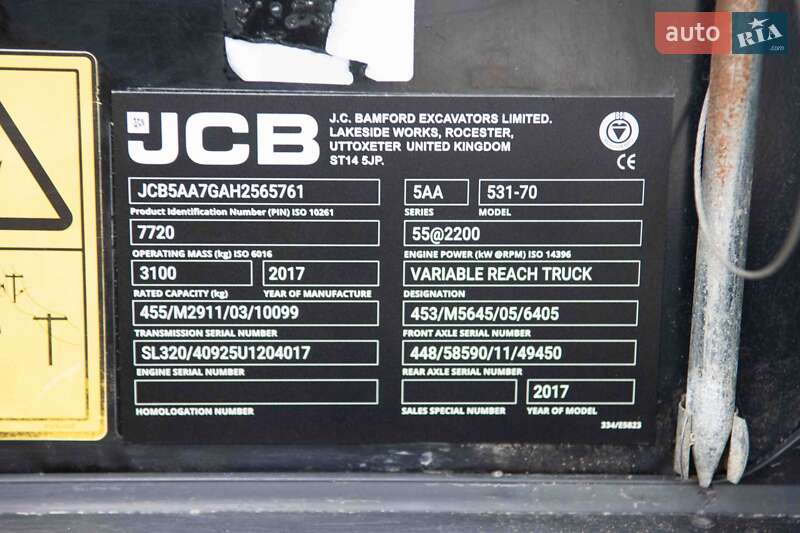 auto RIA .com
JCB
J.C. BAMFORD EXCAVATORS LIMITED.
LAKESIDE WORKS, ROCESTER,
UTTOXETER UNITED KINGDOM
ST14 5JP.
CE
JCB5AA7GAH2565761
Product Identification Number (PIN) ISO 10261
5AA
SERIES
531-70
MODEL
7720
OPERATING MASS (kg) ISO 6016
55@2200
ENGINE POWER (kW @RPM) ISO 14396
3100
RATED CAPACITY (kg)
2017
YEAR OF MANUFACTURE
VARIABLE REACH TRUCK
DESIGNATION
455/M2911/03/10099
TRANSMISSION SERIAL NUMBER
453/M5645/05/6405
FRONT AXLE SERIAL NUMBER
SL320/40925U1204017
ENGINE SERIAL NUMBER
448/58590/11/49450
REAR AXLE SERIAL NUMBER
HOMOLOGATION NUMBER
SALES SPECIAL NUMBER
2017
YEAR OF MODEL
334/E5823